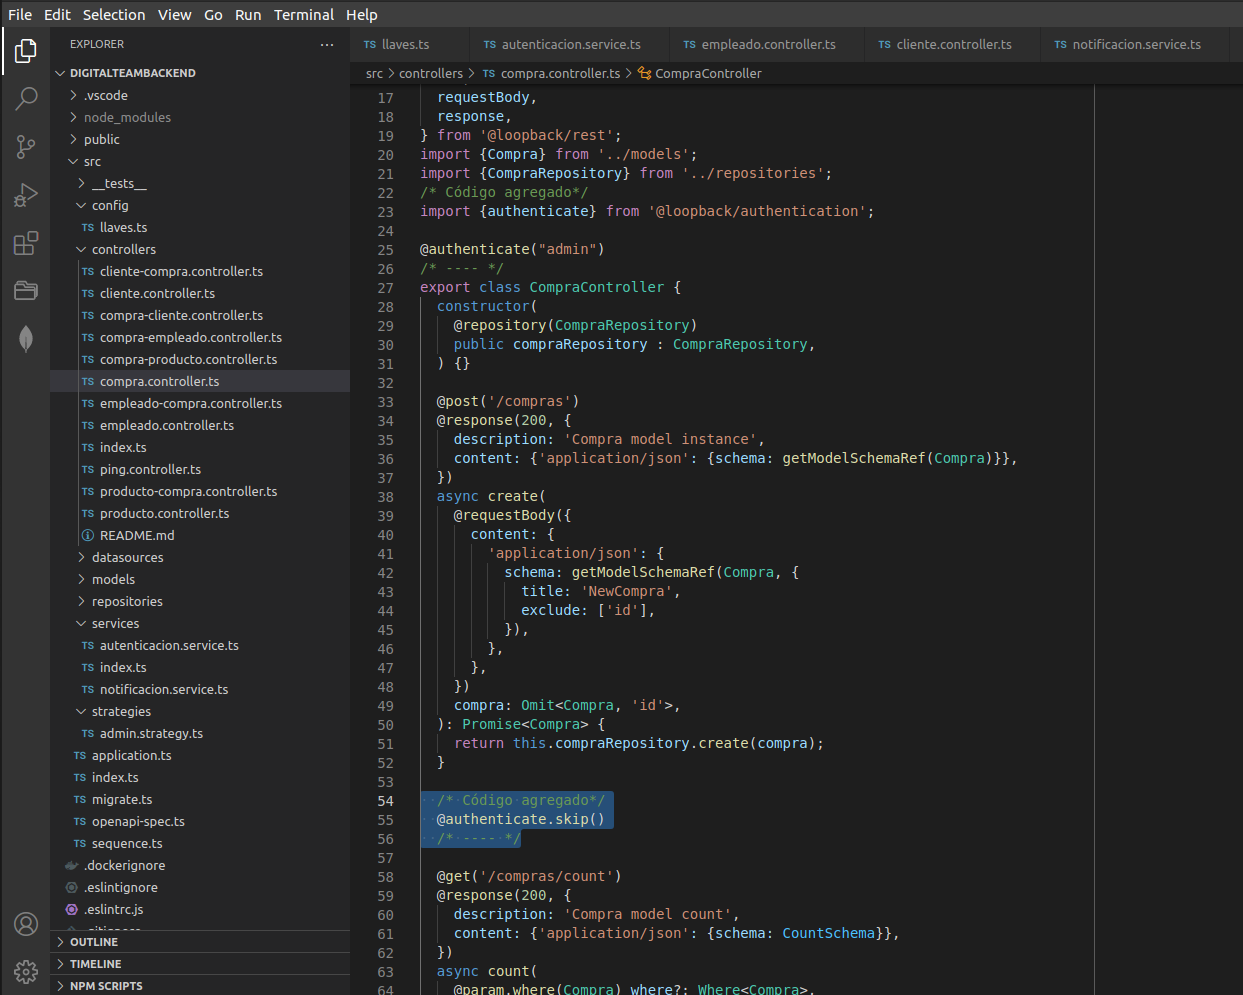 File Edit Selection View Go Run Terminal Help
EXPLORER ···
DIGITALTEAMBACKEND
.vscode
node_modules
public
src
__tests__
config
TS llaves.ts
controllers
TS cliente-compra.controller.ts
TS cliente.controller.ts
TS compra-cliente.controller.ts
TS compra-empleado.controller.ts
TS compra-producto.controller.ts
TS compra.controller.ts
TS empleado-compra.controller.ts
TS empleado.controller.ts
TS index.ts
TS ping.controller.ts
TS producto-compra.controller.ts
TS producto.controller.ts
README.md
datasources
models
repositories
services
TS autenticacion.service.ts
TS index.ts
TS notificacion.service.ts
strategies
TS admin.strategy.ts
TS application.ts
TS index.ts
TS migrate.ts
TS openapi-spec.ts
TS sequence.ts
.dockerignore
.eslintignore
.eslintrc.js
OUTLINE
TIMELINE
NPM SCRIPTS
TS llaves.ts TS autenticacion.service.ts TS empleado.controller.ts TS cliente.controller.ts TS notificacion.service.ts
src > controllers > TS compra.controller.ts > CompraController
17 requestBody,
18 response,
19 } from '@loopback/rest';
20 import {Compra} from '../models';
21 import {CompraRepository} from '../repositories';
22 /* Código agregado*/
23 import {authenticate} from '@loopback/authentication';
24
25 @authenticate("admin")
26 /* ---- */
27 export class CompraController {
28 constructor(
29 @repository(CompraRepository)
30 public compraRepository : CompraRepository,
31 ) {}
32
33 @post('/compras')
34 @response(200, {
35 description: 'Compra model instance',
36 content: {'application/json': {schema: getModelSchemaRef(Compra)}},
37 })
38 async create(
39 @requestBody({
40 content: {
41 'application/json': {
42 schema: getModelSchemaRef(Compra, {
43 title: 'NewCompra',
44 exclude: ['id'],
45 }),
46 },
47 },
48 })
49 compra: Omit<Compra, 'id'>,
50 ): Promise<Compra> {
51 return this.compraRepository.create(compra);
52 }
53
54 /* Código agregado*/
55 @authenticate.skip()
56 /* ---- */
57
58 @get('/compras/count')
59 @response(200, {
60 description: 'Compra model count',
61 content: {'application/json': {schema: CountSchema}},
62 })
63 async count(
64 @param.where(Compra) where?: Where<Compra>,